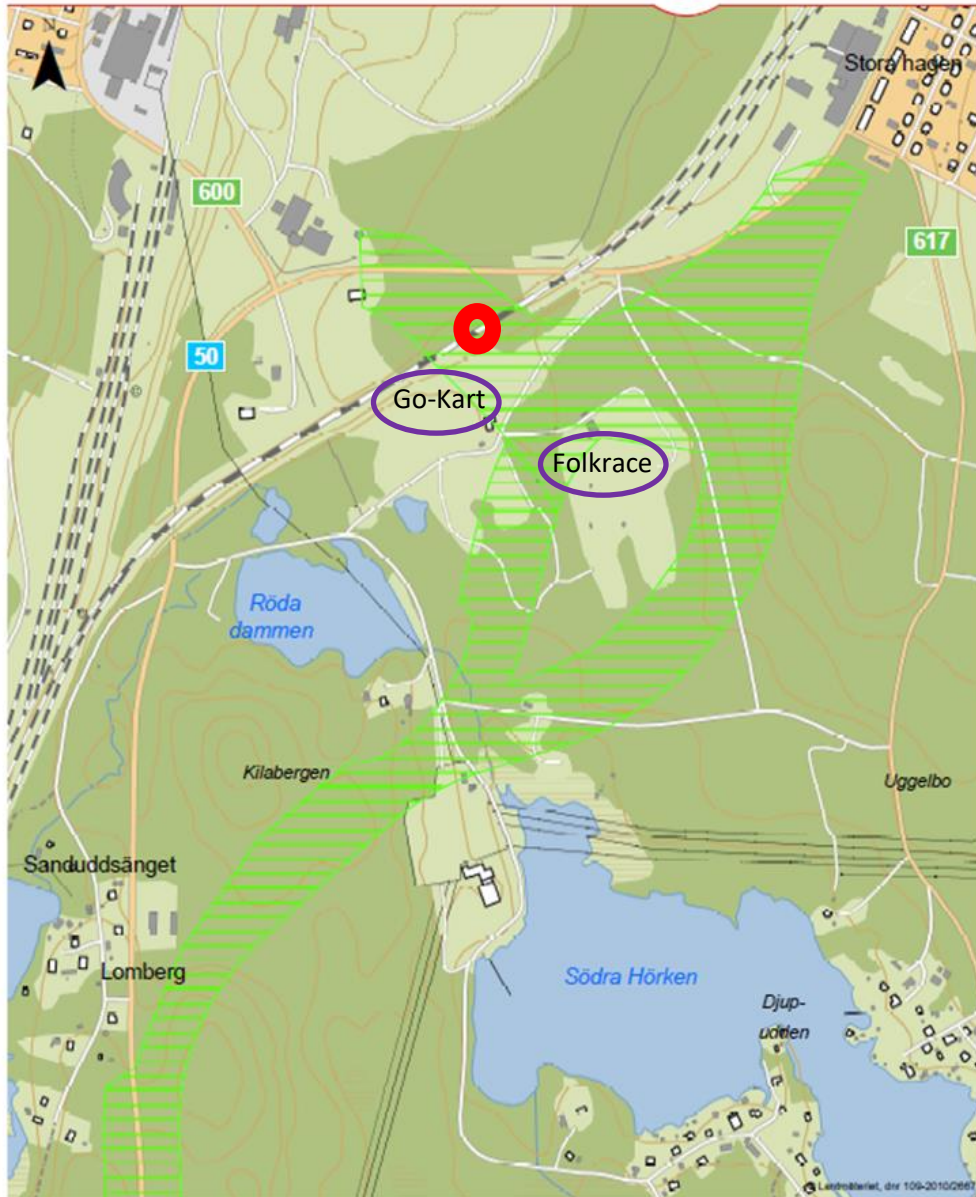 N
Stora hagen
600
617
50
Go-Kart
Folkrace
Röda
dammen
Kilabergen
Uggelbo
Sanduddsänget
Lomberg
Södra Hörken
Djup-
udden